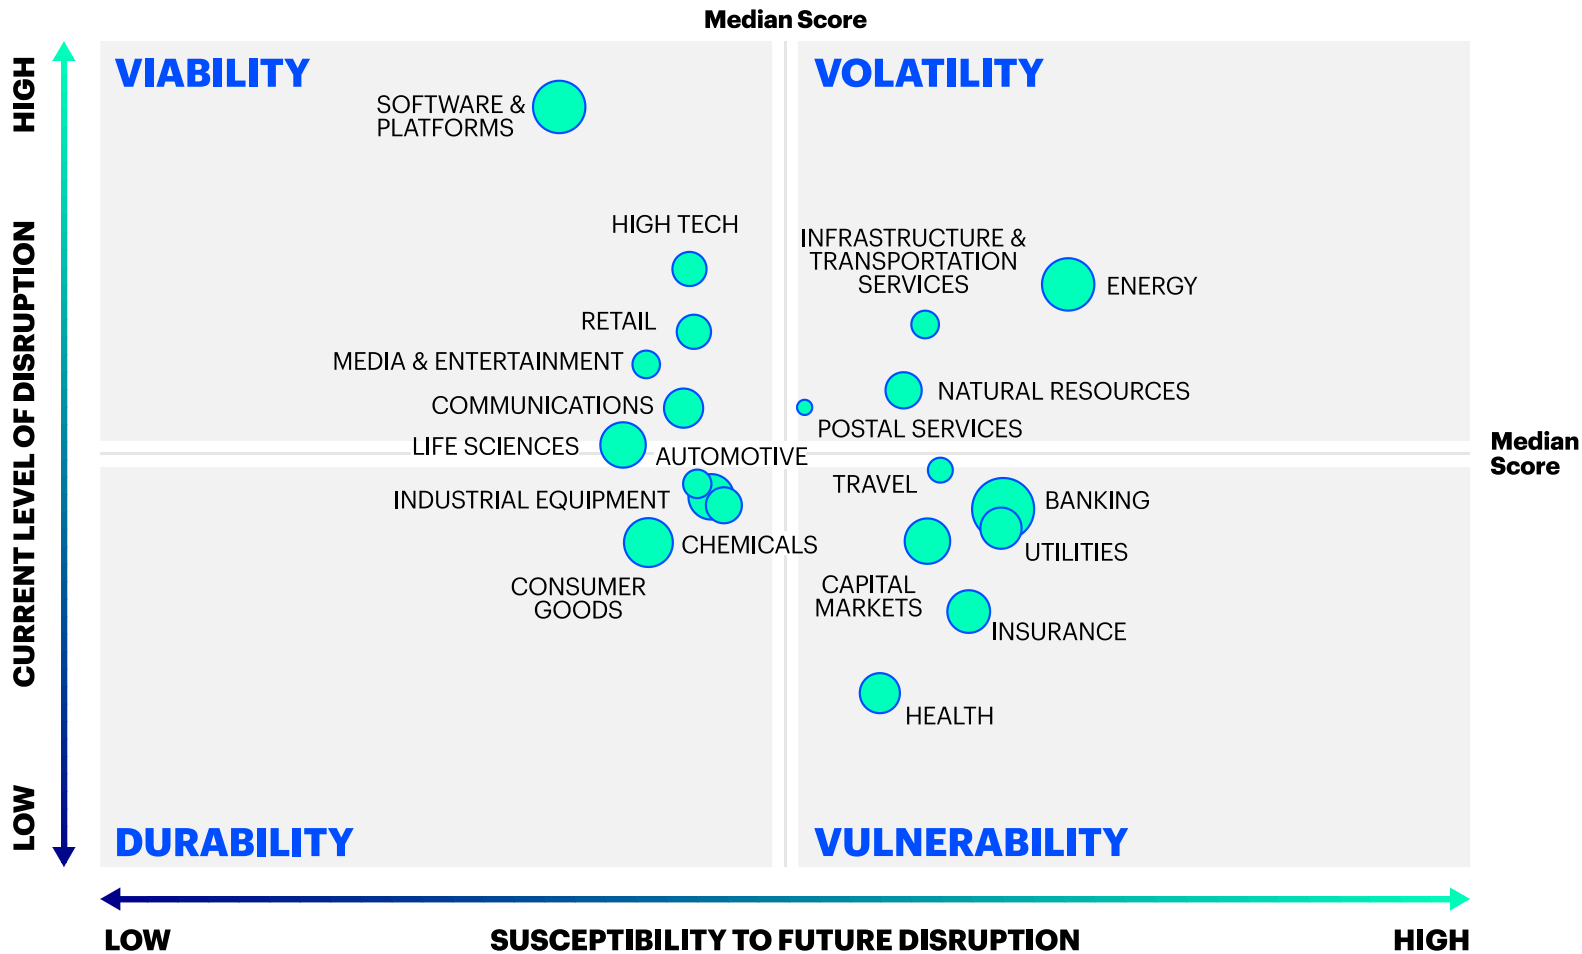 Median Score
VIABILITY
VOLATILITY
HIGH
SOFTWARE &
PLATFORMS
HIGH TECH
INFRASTRUCTURE &
TRANSPORTATION
SERVICES
ENERGY
RETAIL
MEDIA & ENTERTAINMENT
NATURAL RESOURCES
COMMUNICATIONS
POSTAL SERVICES
LIFE SCIENCES
AUTOMOTIVE
Median
Score
CURRENT LEVEL OF DISRUPTION
TRAVEL
INDUSTRIAL EQUIPMENT
BANKING
CHEMICALS
UTILITIES
CONSUMER
GOODS
CAPITAL
MARKETS
INSURANCE
HEALTH
LOW
DURABILITY
VULNERABILITY
LOW
SUSCEPTIBILITY TO FUTURE DISRUPTION
HIGH